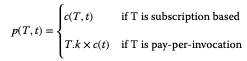 c(T, t) if T is subscription based
p(T, t) =
T.k × c(t) if T is pay-per-invocation